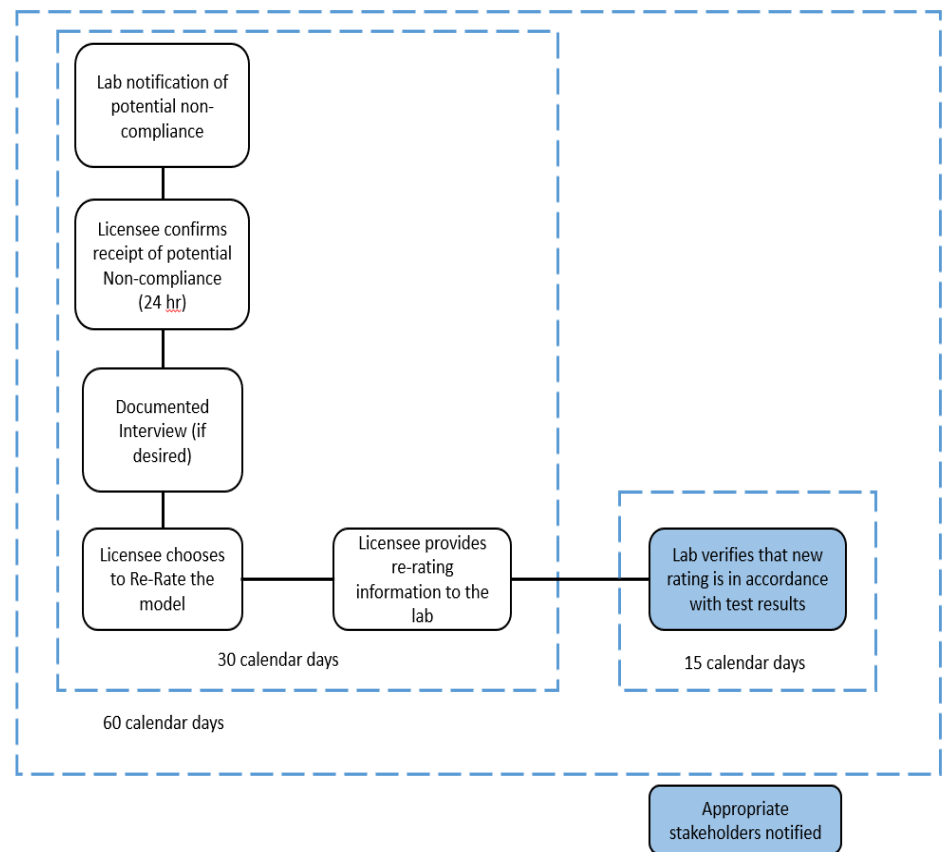 Lab notification of
potential non-
compliance
Licensee confirms
receipt of potential
Non-compliance
(24 hr)
Documented
Interview (if
desired)
Licensee chooses
to Re-Rate the
model
Licensee provides
re-rating
information to the
lab
Lab verifies that new
rating is in accordance
with test results
30 calendar days
15 calendar days
60 calendar days
Appropriate
stakeholders notified